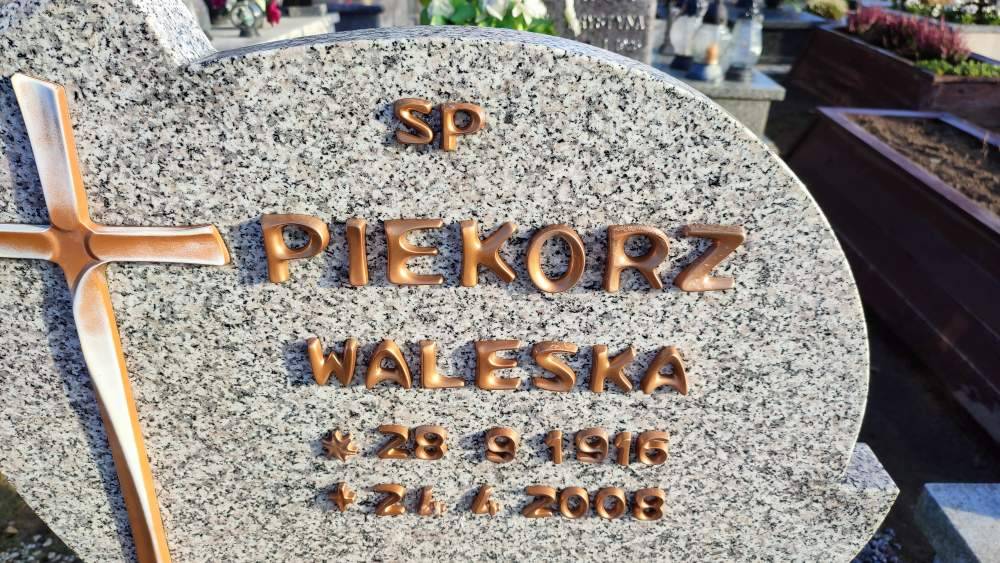 SP
PIEKORZ
WALESKA
* 28 9 1916
+ 24 4 2008